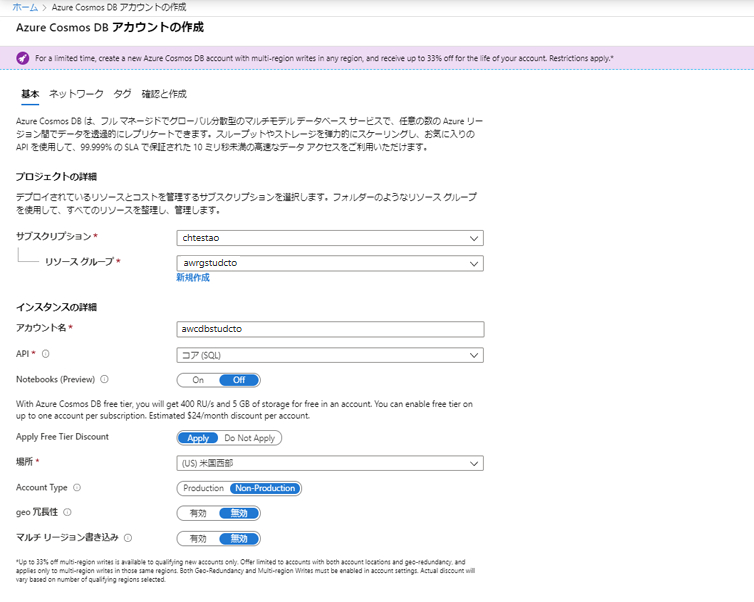 ホーム > Azure Cosmos DB アカウントの作成
Azure Cosmos DB アカウントの作成
For a limited time, create a new Azure Cosmos DB account with multi-region writes in any region, and receive up to 33% off for the life of your account. Restrictions apply.*
基本 ネットワーク タグ 確認と作成
Azure Cosmos DB は、フル マネージドでグローバル分散型のマルチモデル データベース サービスで、任意の数の Azure リー
ジョン間でデータを透過的にレプリケートできます。スループットやストレージを弾力的にスケーリングし、お気に入りの
API を使用して、99.999% の SLA で保証された 10 ミリ秒未満の高速なデータ アクセスをご利用いただけます。
プロジェクトの詳細
デプロイされているリソースとコストを管理するサブスクリプションを選択します。フォルダーのようなリソース グループ
を使用して、すべてのリソースを整理し、管理します。
サブスクリプション * chtestao
リソース グループ * awrgstudcto
新規作成
インスタンスの詳細
アカウント名 * awcdbstudcto
API * コア (SQL)
Notebooks (Preview) On Off
With Azure Cosmos DB free tier, you will get 400 RU/s and 5 GB of storage for free in an account. You can enable free tier on
up to one account per subscription. Estimated $24/month discount per account.
Apply Free Tier Discount Apply Do Not Apply
場所 * (US) 米国西部
Account Type Production Non-Production
geo 冗長性 有効 無効
マルチ リージョン書き込み 有効 無効
*Up to 33% off multi-region writes is available to qualifying new accounts only. Offer limited to accounts with both account locations and geo-redundancy, and
applies only to multi-region writes in those same regions. Both Geo-Redundancy and Multi-region Writes must be enabled in account settings. Actual discount will
vary based on number of qualifying regions selected.